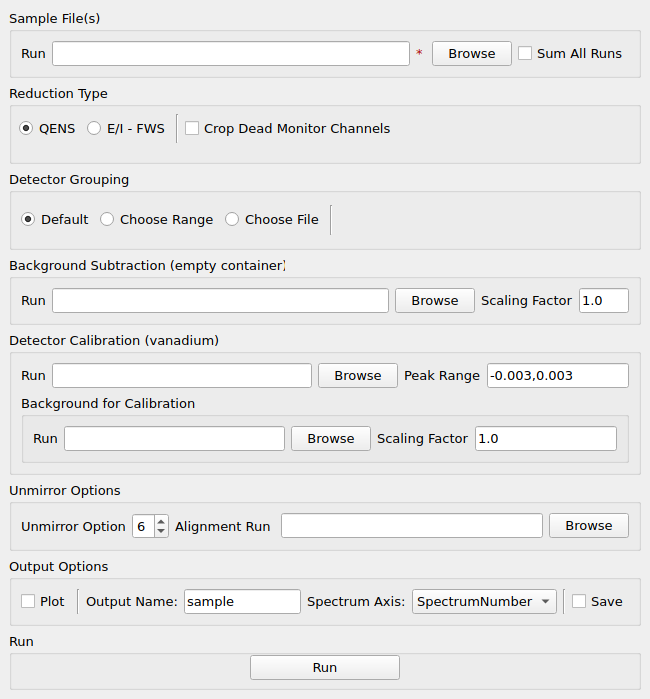 Sample File(s)
Run * Browse Sum All Runs
Reduction Type
QENS E/I - FWS Crop Dead Monitor Channels
Detector Grouping
Default Choose Range Choose File
Background Subtraction (empty container)
Run Browse Scaling Factor 1.0
Detector Calibration (vanadium)
Run Browse Peak Range -0.003,0.003
Background for Calibration
Run Browse Scaling Factor 1.0
Unmirror Options
Unmirror Option 6 Alignment Run Browse
Output Options
Plot Output Name: sample Spectrum Axis: SpectrumNumber Save
Run
Run